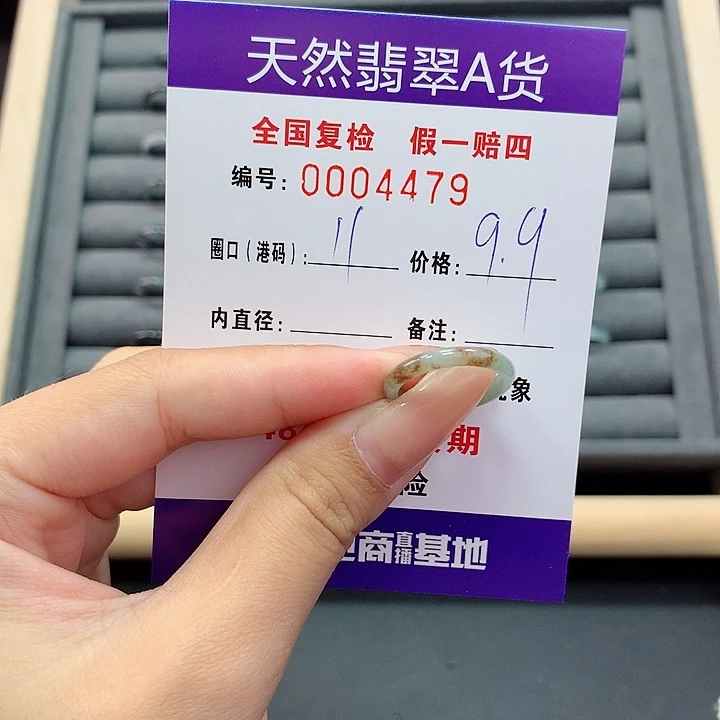 天然翡翠A货
全国复检 假一赔四
编号: 0004479
圈口(港码): 11 价格: 9.9
内直径: 备注:
象
期
险
商直播基地